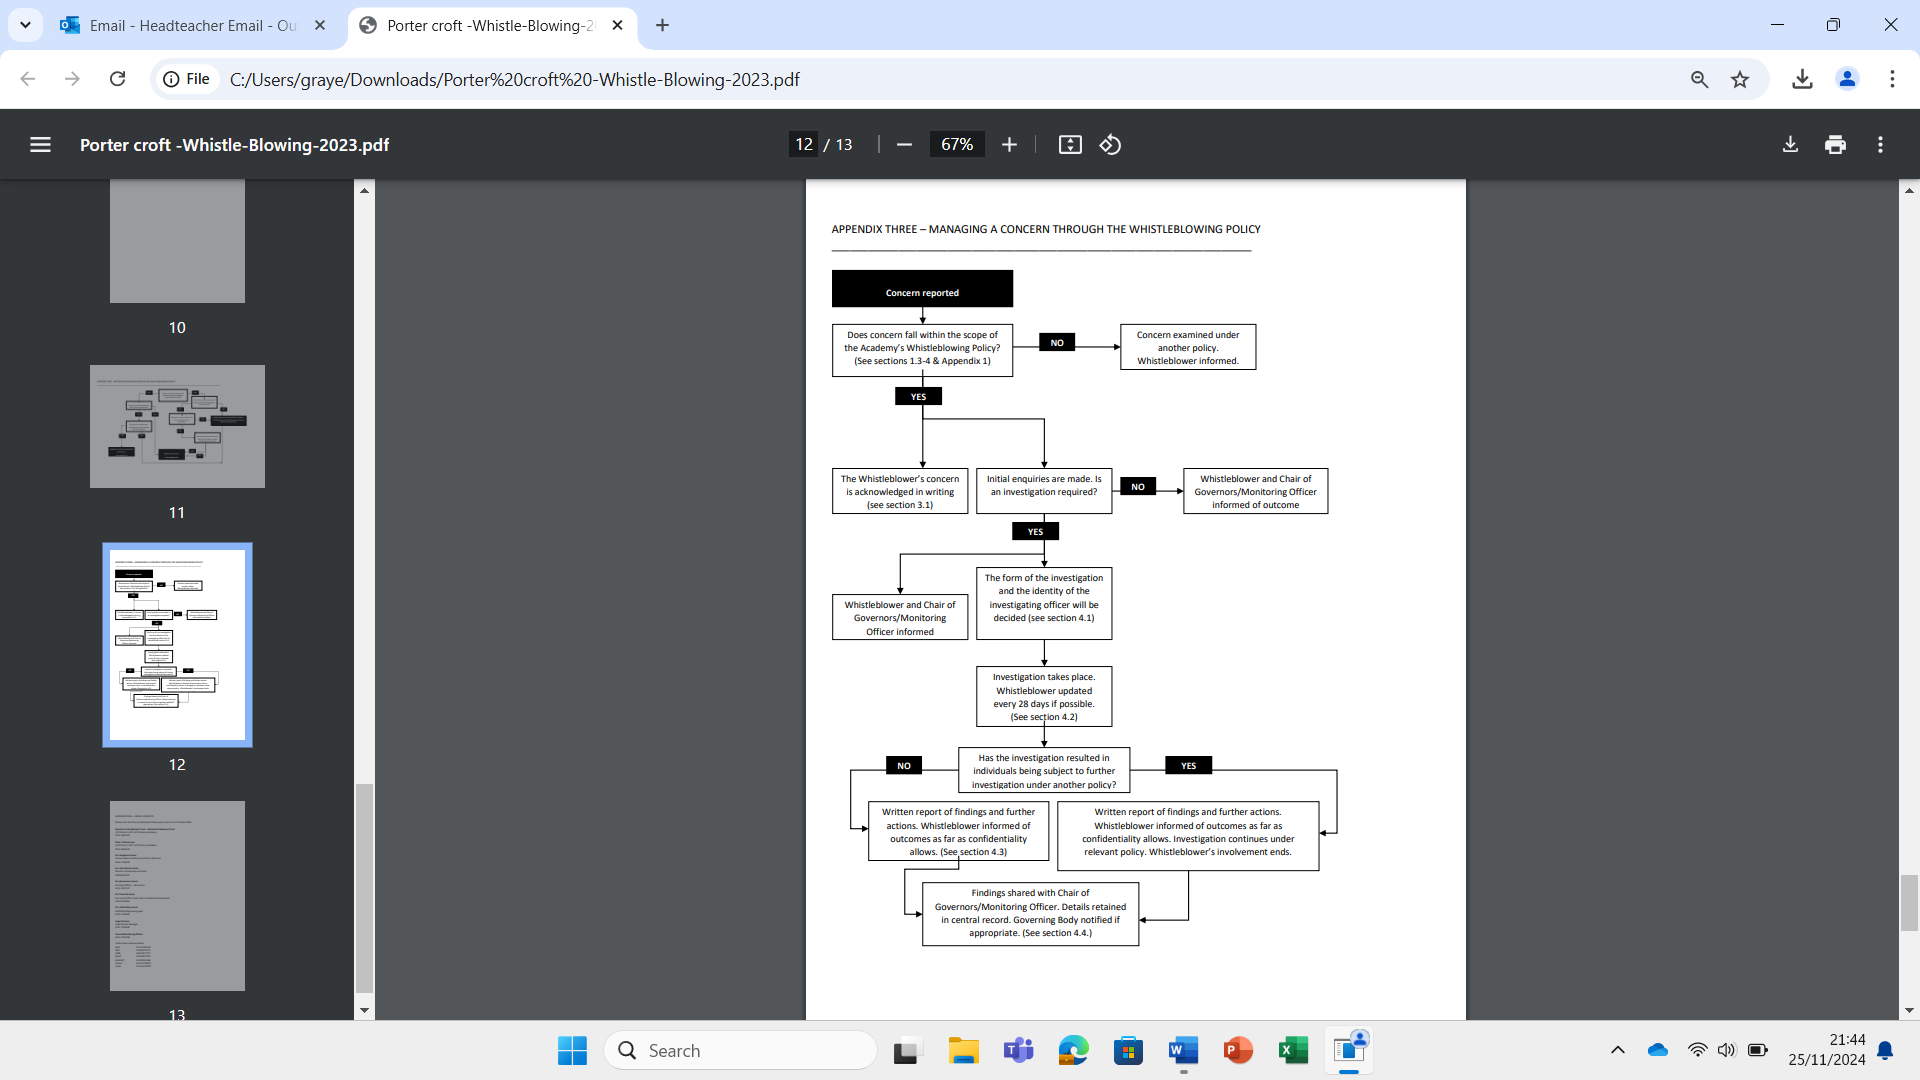 Email - Headteacher Email - Ou
Porter croft -Whistle-Blowing-2
File
C:/Users/graye/Downloads/Porter%20croft%20-Whistle-Blowing-2023.pdf
Porter croft -Whistle-Blowing-2023.pdf
12 / 13
67%
10
11
12
13
APPENDIX THREE – MANAGING A CONCERN THROUGH THE WHISTLEBLOWING POLICY
Concern reported
Does concern fall within the scope of
the Academy's Whistleblowing Policy?
(See sections 1.3-4 & Appendix 1)
NO
Concern examined under
another policy.
Whistleblower informed.
YES
The Whistleblower's concern
is acknowledged in writing
(see section 3.1)
Initial enquiries are made. Is
an investigation required?
NO
Whistleblower and Chair of
Governors/Monitoring Officer
informed of outcome
YES
Whistleblower and Chair of
Governors/Monitoring
Officer informed
The form of the investigation
and the identity of the
investigating officer will be
decided (see section 4.1)
Investigation takes place.
Whistleblower updated
every 28 days if possible.
(See section 4.2)
NO
Has the investigation resulted in
individuals being subject to further
investigation under another policy?
YES
Written report of findings and further
actions. Whistleblower informed of
outcomes as far as confidentiality
allows. (See section 4.3)
Written report of findings and further actions.
Whistleblower informed of outcomes as far as
confidentiality allows. Investigation continues under
relevant policy. Whistleblower's involvement ends.
Findings shared with Chair of
Governors/Monitoring Officer. Details retained
in central record. Governing Body notified if
appropriate. (See section 4.4.)
Search
21:44
25/11/2024